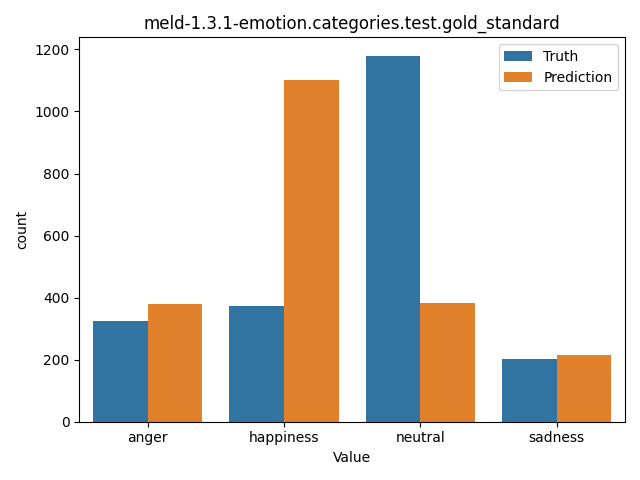 meld-1.3.1-emotion.categories.test.gold_standard
Truth
Prediction
1200
1000
800
600
400
200
0
count
anger happiness neutral sadness
Value